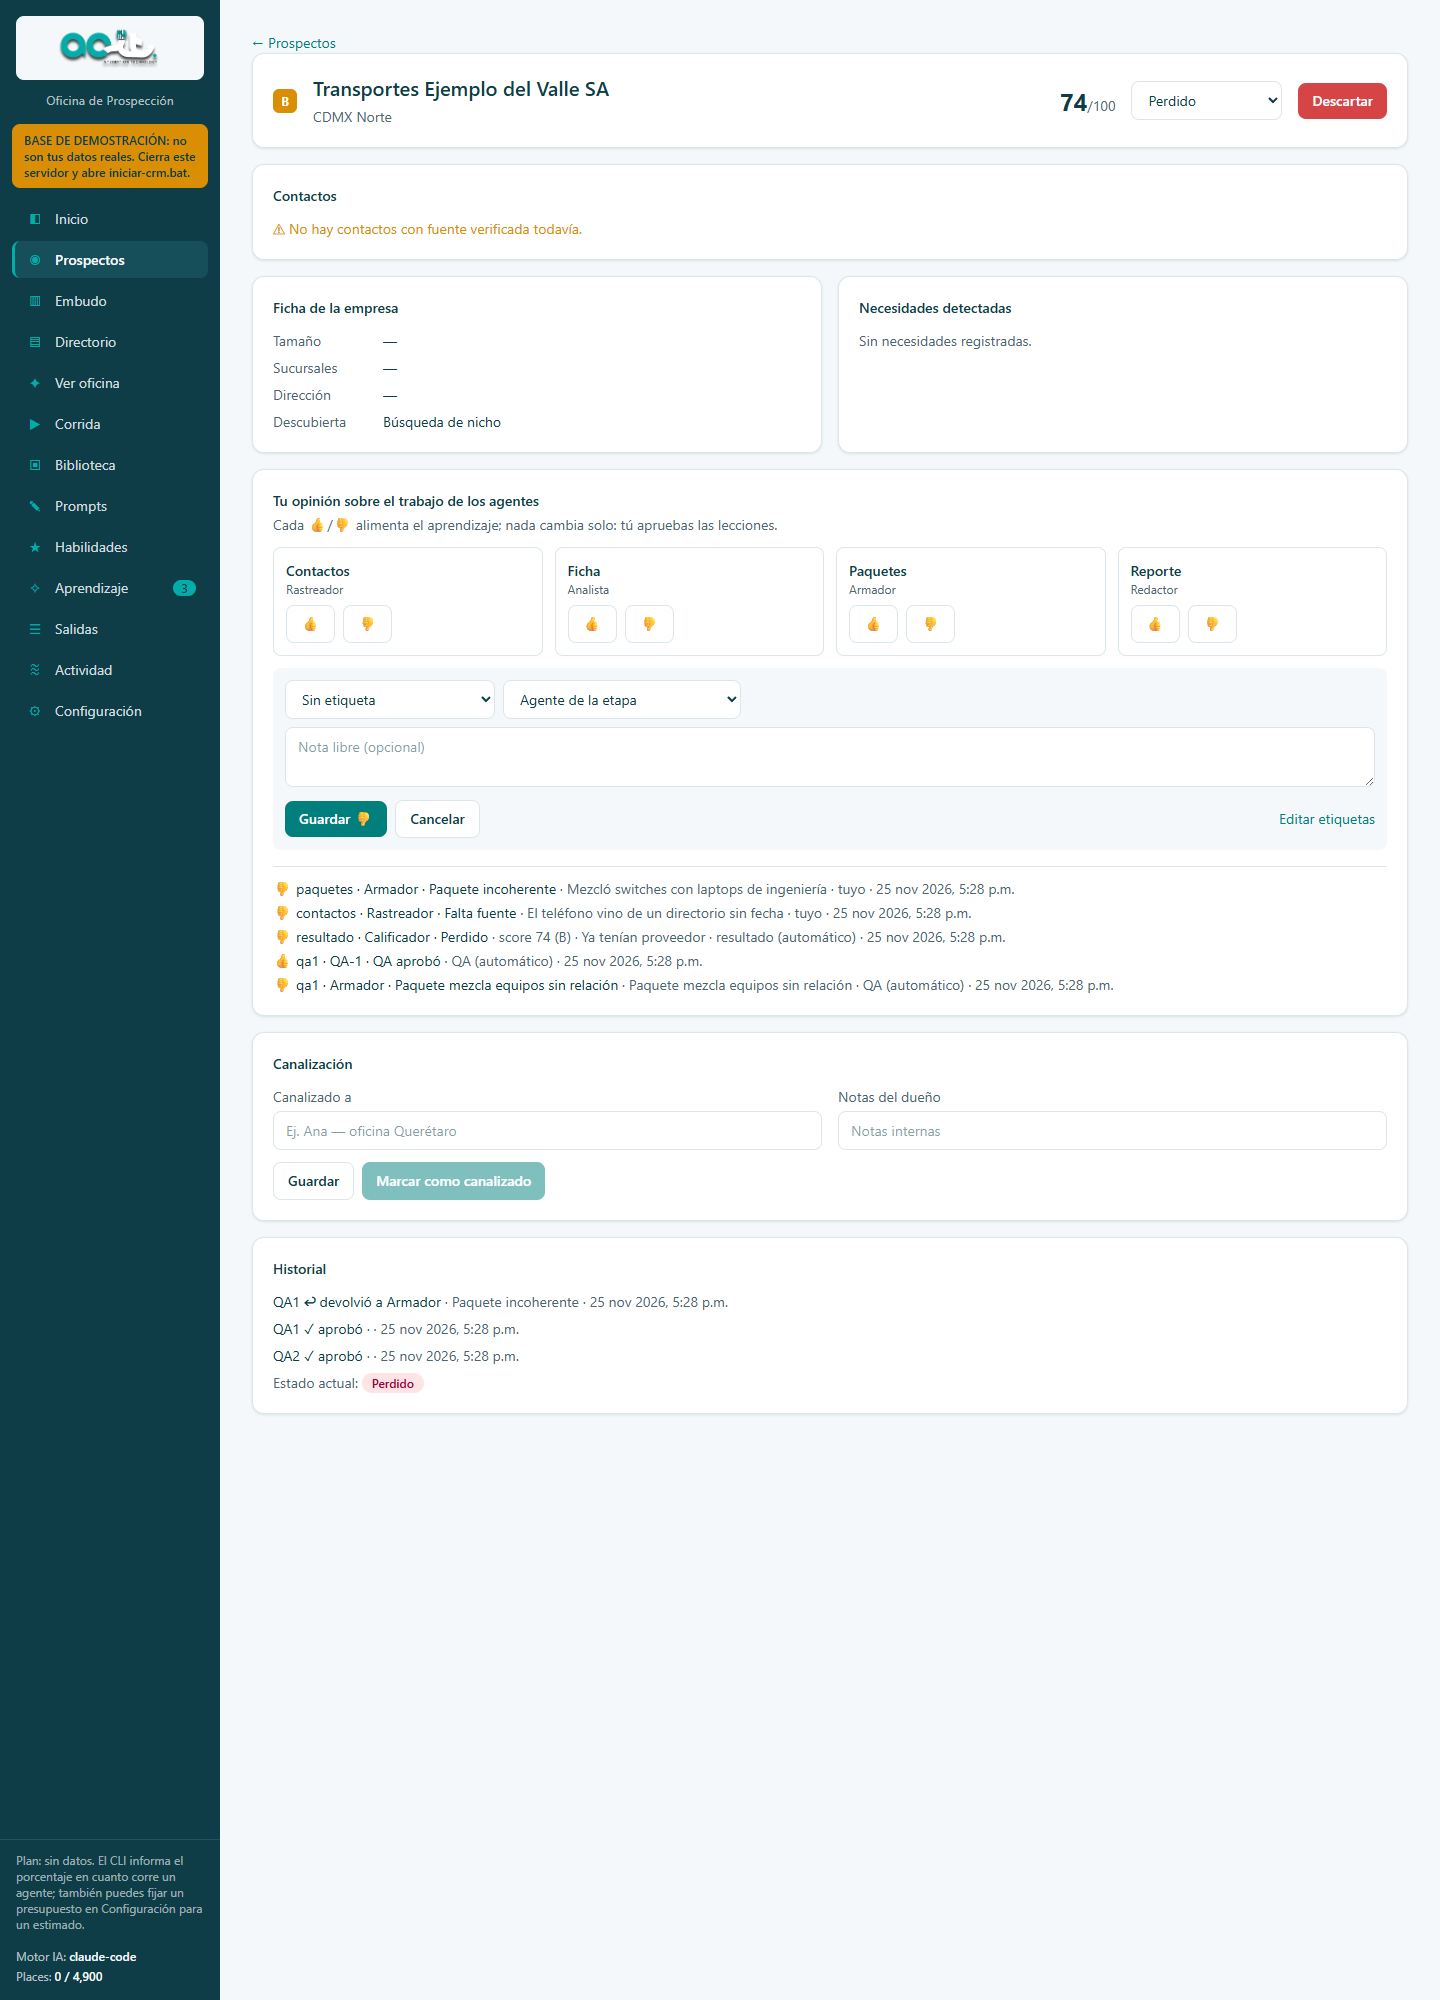 acit
Oficina de Prospección
BASE DE DEMOSTRACIÓN: no
son tus datos reales. Cierra este
servidor y abre iniciar-crm.bat.
Inicio
Prospectos
Embudo
Directorio
Ver oficina
Corrida
Biblioteca
Prompts
Habilidades
Aprendizaje 3
Salidas
Actividad
Configuración
Plan: sin datos. El CLI informa el
porcentaje en cuanto corre un
agente; también puedes fijar un
presupuesto en Configuración para
un estimado.
Motor IA: claude-code
Places: 0 / 4,900
← Prospectos
B
Transportes Ejemplo del Valle SA
CDMX Norte
74/100
Perdido
Descartar
Contactos
⚠ No hay contactos con fuente verificada todavía.
Ficha de la empresa
Tamaño —
Sucursales —
Dirección —
Descubierta Búsqueda de nicho
Necesidades detectadas
Sin necesidades registradas.
Tu opinión sobre el trabajo de los agentes
Cada 👍/👎 alimenta el aprendizaje; nada cambia solo: tú apruebas las lecciones.
Contactos
Rastreador
👍 👎
Ficha
Analista
👍 👎
Paquetes
Armador
👍 👎
Reporte
Redactor
👍 👎
Sin etiqueta
Agente de la etapa
Nota libre (opcional)
Guardar 👎
Cancelar
Editar etiquetas
👎 paquetes · Armador · Paquete incoherente · Mezcló switches con laptops de ingeniería · tuyo · 25 nov 2026, 5:28 p.m.
👎 contactos · Rastreador · Falta fuente · El teléfono vino de un directorio sin fecha · tuyo · 25 nov 2026, 5:28 p.m.
👎 resultado · Calificador · Perdido · score 74 (B) · Ya tenían proveedor · resultado (automático) · 25 nov 2026, 5:28 p.m.
👍 qa1 · QA-1 · QA aprobó · QA (automático) · 25 nov 2026, 5:28 p.m.
👎 qa1 · Armador · Paquete mezcla equipos sin relación · Paquete mezcla equipos sin relación · QA (automático) · 25 nov 2026, 5:28 p.m.
Canalización
Canalizado a
Ej. Ana — oficina Querétaro
Notas del dueño
Notas internas
Guardar
Marcar como canalizado
Historial
QA1 ↩ devolvió a Armador · Paquete incoherente · 25 nov 2026, 5:28 p.m.
QA1 ✓ aprobó · · 25 nov 2026, 5:28 p.m.
QA2 ✓ aprobó · · 25 nov 2026, 5:28 p.m.
Estado actual: Perdido